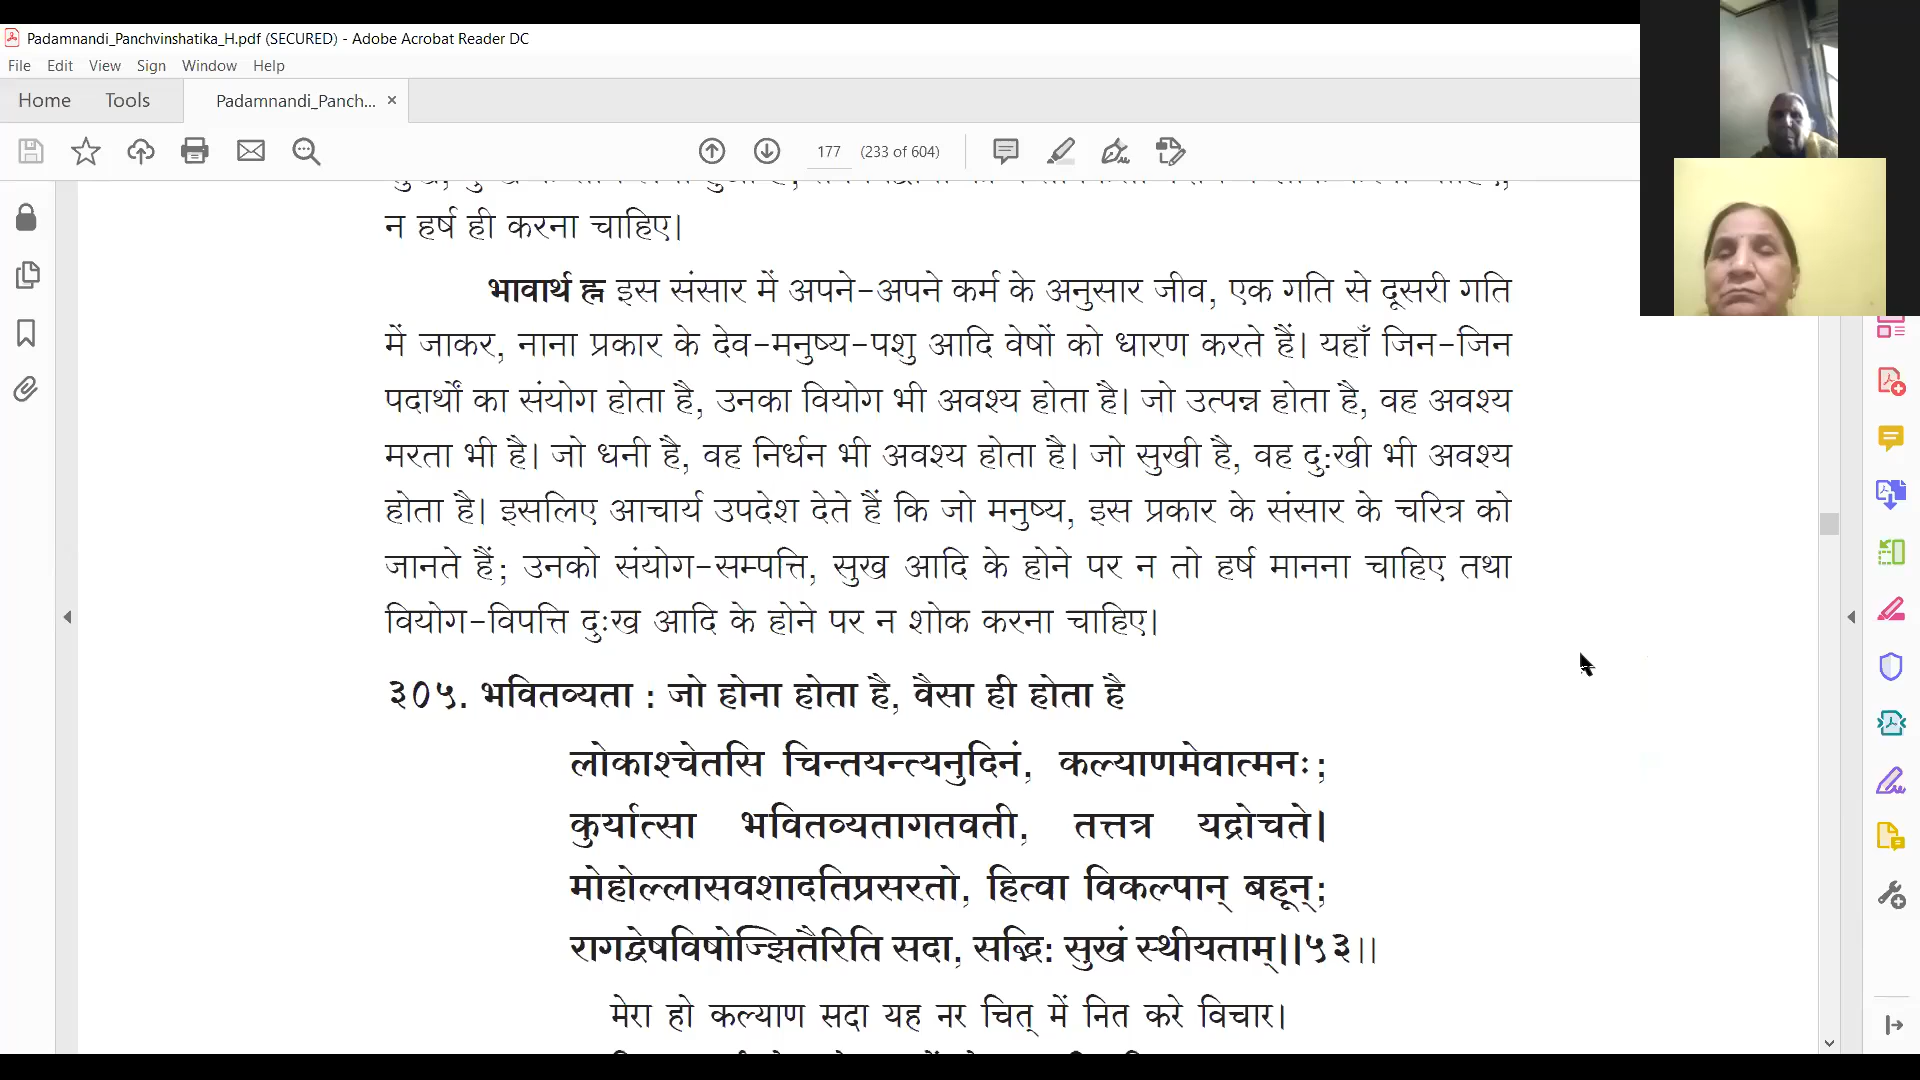 Padamnandi_Panchvinshatika_H.pdf (SECURED) - Adobe Acrobat Reader DC
File Edit View Sign Window Help
Home Tools Padamnandi_Panch... ×
177 (233 of 604)
न हर्ष ही करना चाहिए।
भावार्थ ह्न इस संसार में अपने-अपने कर्म के अनुसार जीव, एक गति से दूसरी गति
में जाकर, नाना प्रकार के देव-मनुष्य-पशु आदि वेषों को धारण करते हैं। यहाँ जिन-जिन
पदार्थों का संयोग होता है, उनका वियोग भी अवश्य होता है। जो उत्पन्न होता है, वह अवश्य
मरता भी है। जो धनी है, वह निर्धन भी अवश्य होता है। जो सुखी है, वह दुःखी भी अवश्य
होता है। इसलिए आचार्य उपदेश देते हैं कि जो मनुष्य, इस प्रकार के संसार के चरित्र को
जानते हैं; उनको संयोग-सम्पत्ति, सुख आदि के होने पर न तो हर्ष मानना चाहिए तथा
वियोग-विपत्ति दुःख आदि के होने पर न शोक करना चाहिए।
३०५. भवितव्यता : जो होना होता है, वैसा ही होता है
लोकाश्चेतसि चिन्तयन्त्यनुदिनं, कल्याणमेवात्मनः;
कुर्यात्सा भवितव्यतागतवती, तत्तत्र यद्रोचते।
मोहोल्लासवशादतिप्रसरतो, हित्वा विकल्पान् बहून्;
रागद्वेषविषोज्झितैरिति सदा, सद्भिः सुखं स्थीयताम्।।५३।।
मेरा हो कल्याण सदा यह नर चित् में नित करे विचार।